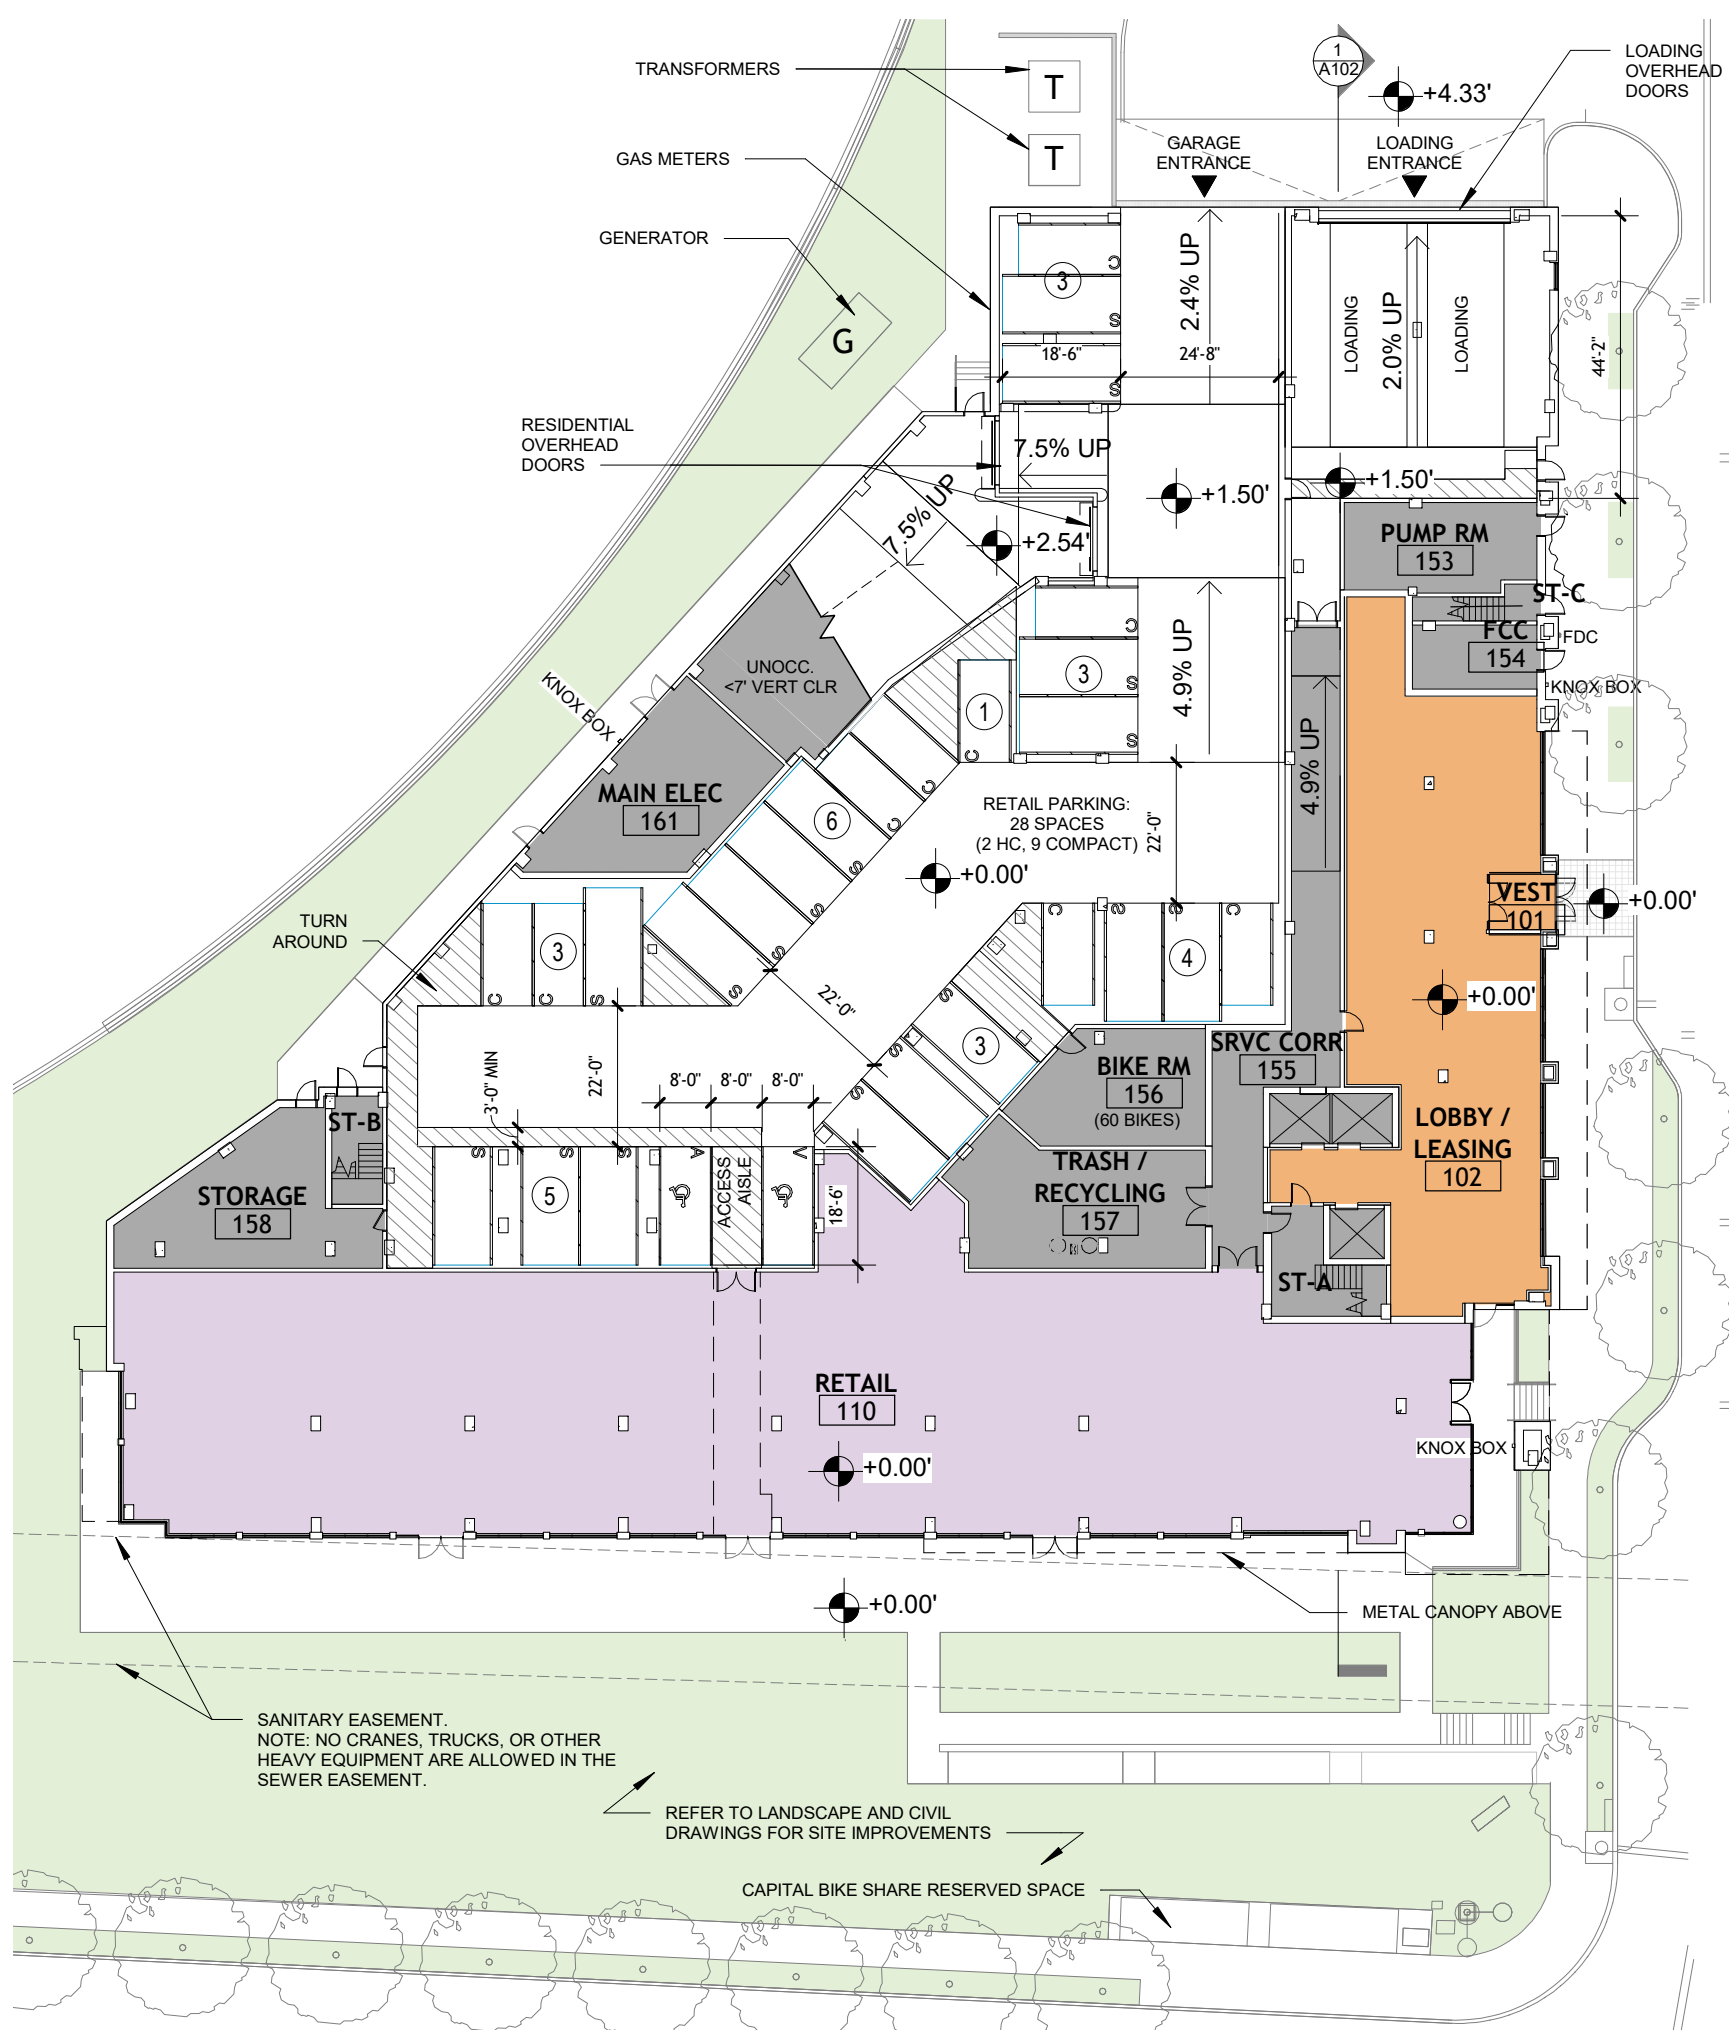 TRANSFORMERS
T
T
GAS METERS
GENERATOR
G
1
A102
+4.33'
LOADING
OVERHEAD
DOORS
GARAGE
ENTRANCE
LOADING
ENTRANCE
3
C
S
S
18'-6"
24'-8"
2.4% UP
LOADING
2.0% UP
LOADING
44'-2"
RESIDENTIAL
OVERHEAD
DOORS
7.5% UP
7.5% UP
+1.50'
+1.50'
+2.54'
PUMP RM
153
ST-C
FCC
154
FDC
KNOX BOX
UNOCC.
<7' VERT CLR
KNOX BOX
MAIN ELEC
161
1
C
3
C
S
S
4.9% UP
4.9% UP
6
C
C
S
S
S
S
RETAIL PARKING:
28 SPACES
(2 HC, 9 COMPACT)
22'-0"
+0.00'
VEST
101
+0.00'
TURN
AROUND
3
C
C
S
4
C
S
S
C
22'-0"
3
S
S
S
+0.00'
22'-0"
3'-0" MIN
8'-0"
8'-0"
8'-0"
BIKE RM
156
(60 BIKES)
SRVC CORR
155
LOBBY /
LEASING
102
ST-B
STORAGE
158
5
S
S
S
A
V
ACCESS
AISLE
18'-6"
TRASH /
RECYCLING
157
ST-A
RETAIL
110
+0.00'
KNOX BOX
+0.00'
METAL CANOPY ABOVE
SANITARY EASEMENT.
NOTE: NO CRANES, TRUCKS, OR OTHER
HEAVY EQUIPMENT ARE ALLOWED IN THE
SEWER EASEMENT.
REFER TO LANDSCAPE AND CIVIL
DRAWINGS FOR SITE IMPROVEMENTS
CAPITAL BIKE SHARE RESERVED SPACE